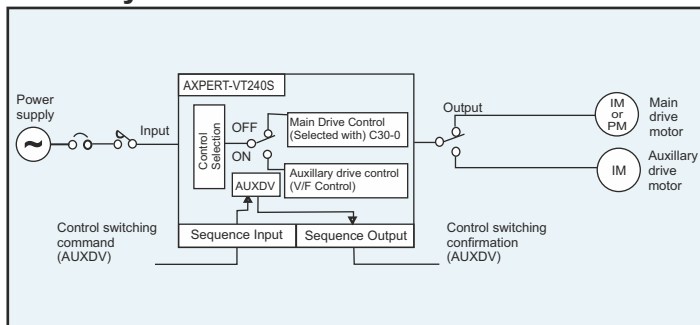 AXPERT-VT240S
Power
supply
Input
Control
Selection
OFF
ON
Main Drive Control
(Selected with) C30-0
Auxillary drive control
(V/F Control)
AUXDV
Sequence Input
Sequence Output
Control switching
command
(AUXDV)
Control switching
confirmation
(AUXDV)
Output
IM
or
PM
Main
drive
motor
IM
Auxillary
drive
motor